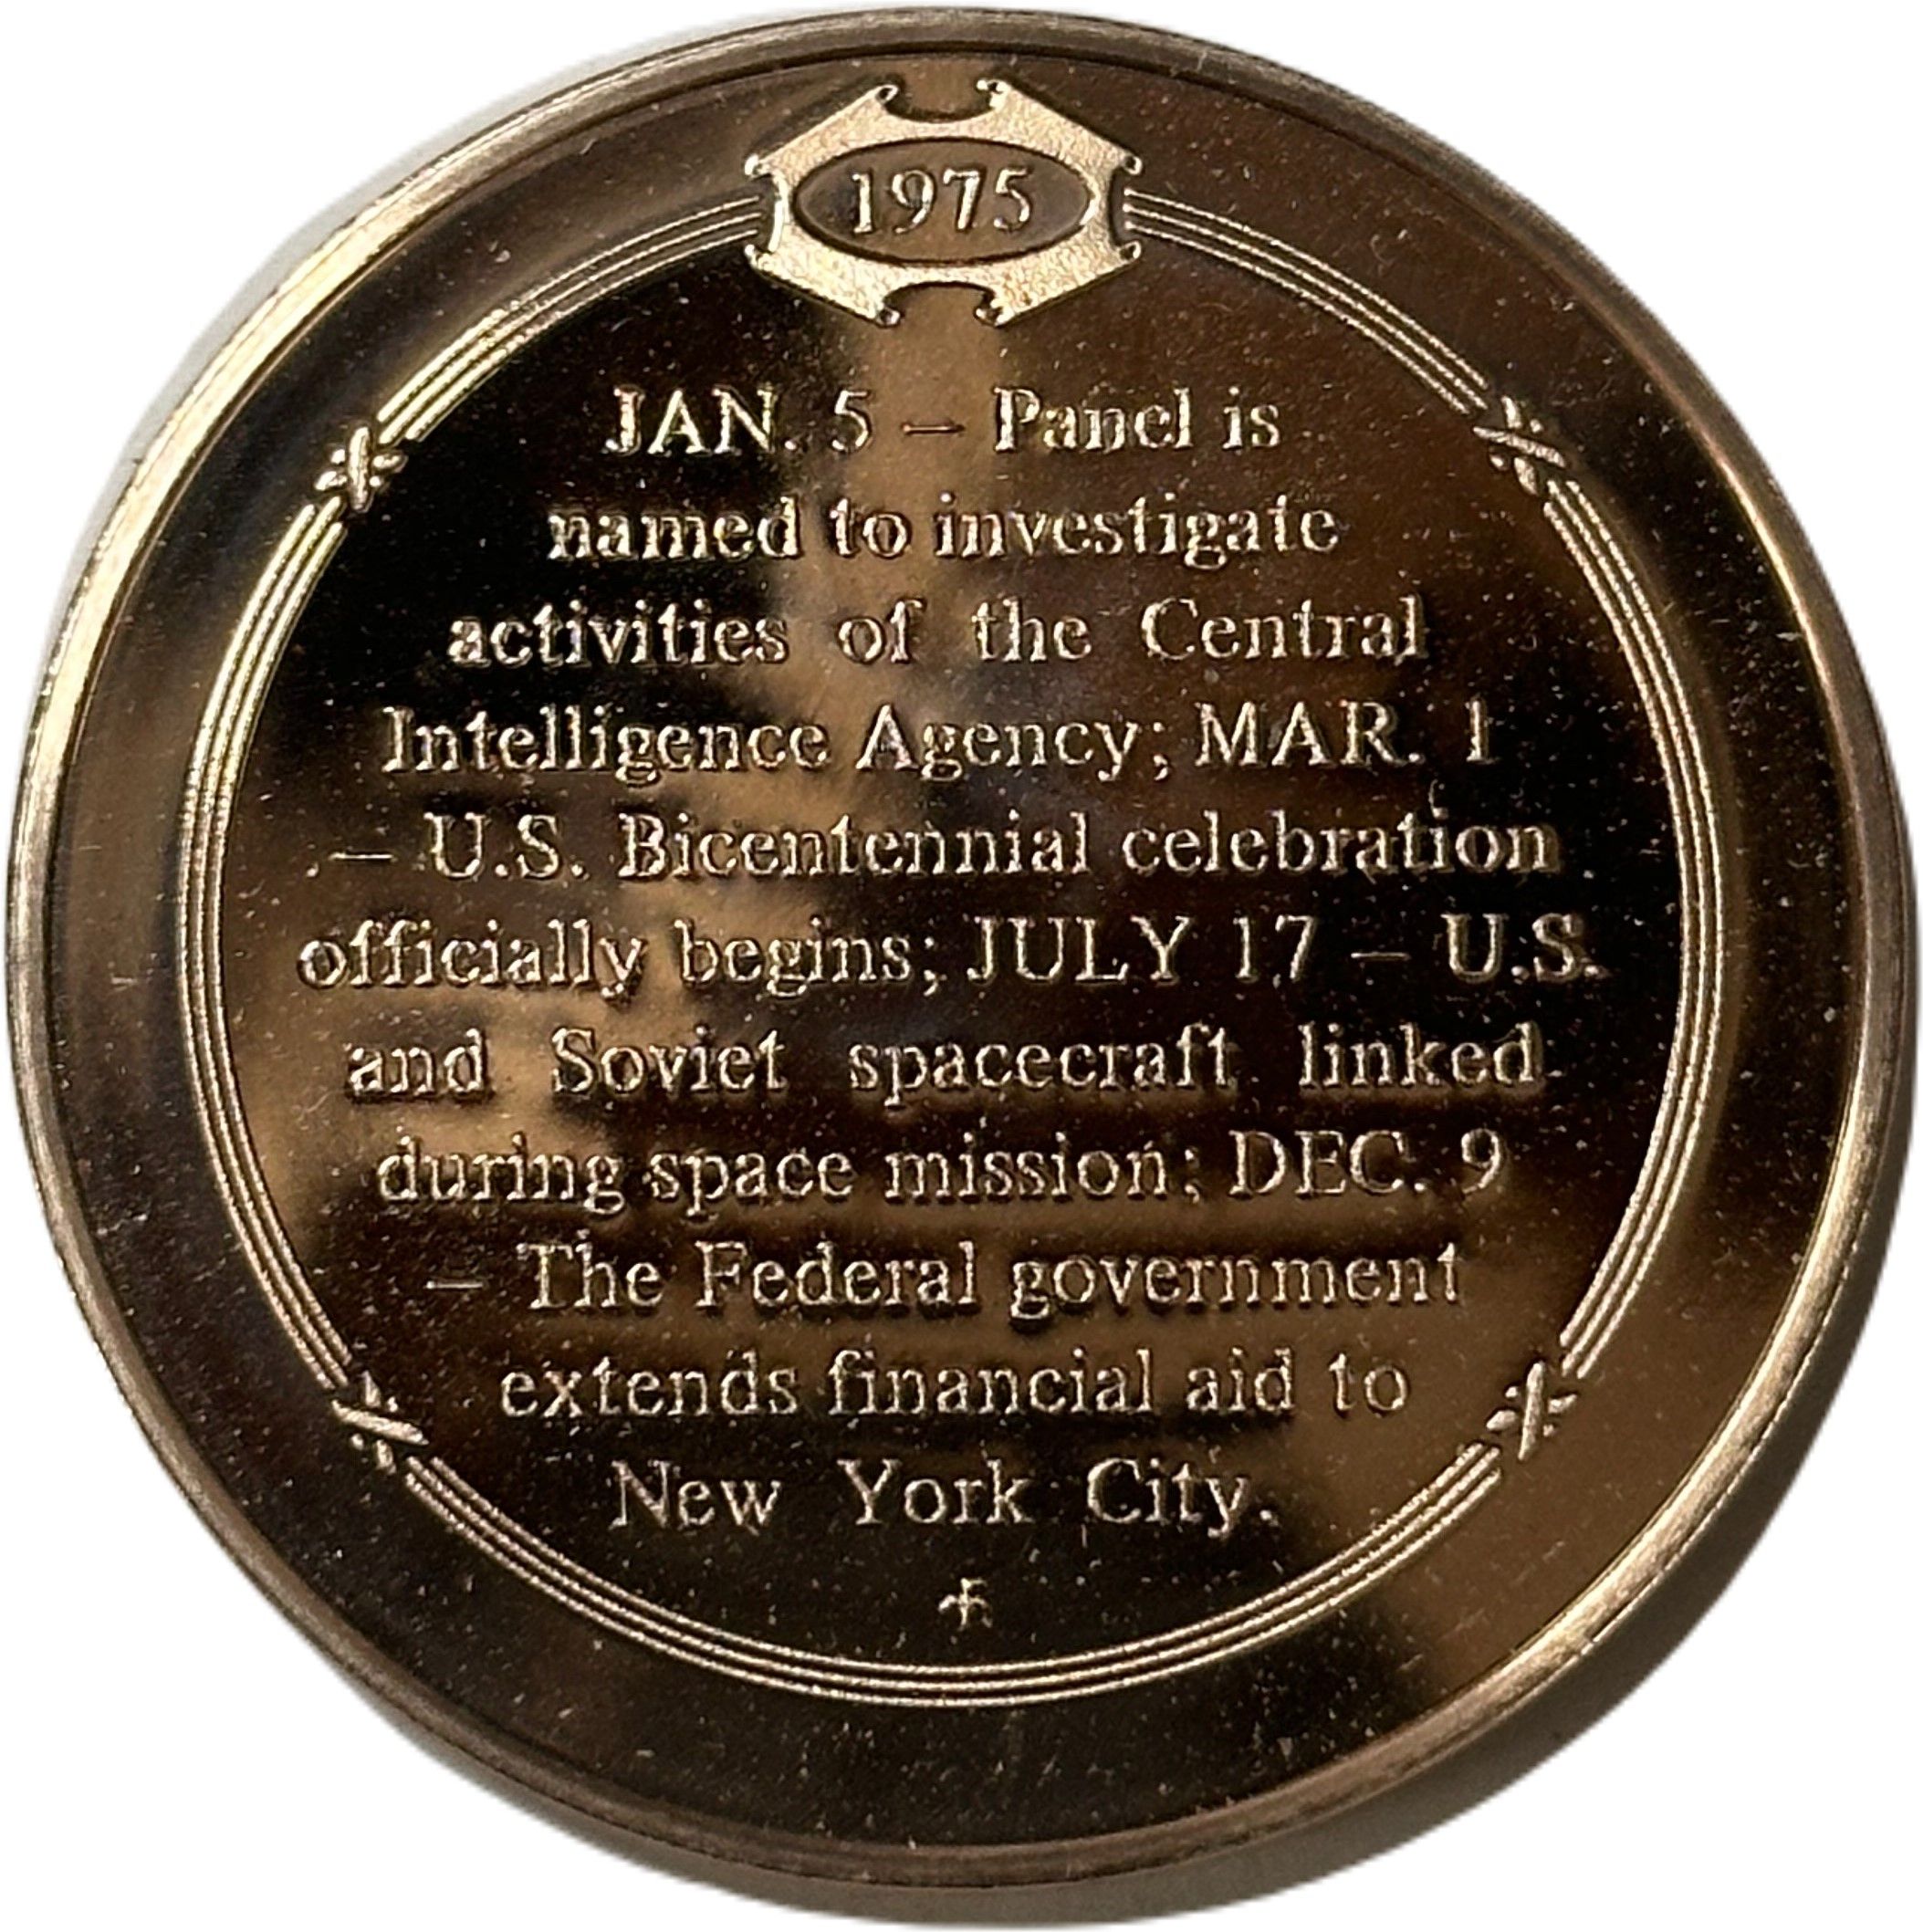 1975
JAN. 5 – Panel is
named to investigate
activities of the Central
Intelligence Agency; MAR. 1
– U.S. Bicentennial celebration
officially begins; JULY 17 – U.S.
and Soviet spacecraft linked
during space mission; DEC. 9
– The Federal government
extends financial aid to
New York City.